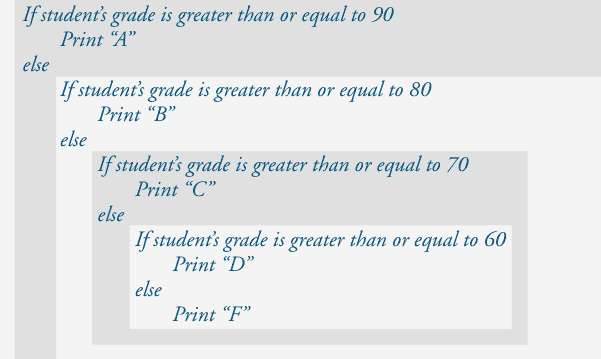 If student’s grade is greater than or equal to 90
Print “A”
else
If student’s grade is greater than or equal to 80
Print “B”
else
If student’s grade is greater than or equal to 70
Print “C”
else
If student’s grade is greater than or equal to 60
Print “D”
else
Print “F”